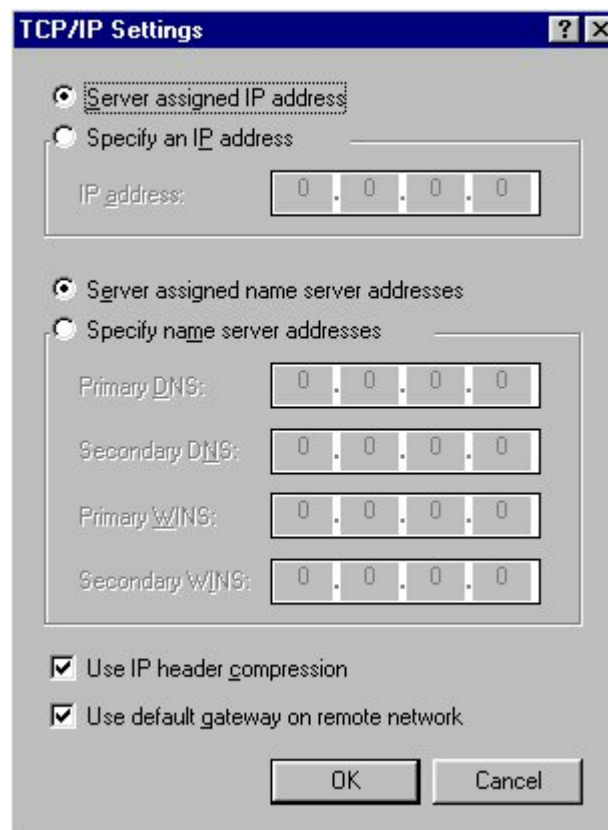 TCP/IP Settings
Server assigned IP address
Specify an IP address
IP address: 0 . 0 . 0 . 0
Server assigned name server addresses
Specify name server addresses
Primary DNS: 0 . 0 . 0 . 0
Secondary DNS: 0 . 0 . 0 . 0
Primary WINS: 0 . 0 . 0 . 0
Secondary WINS: 0 . 0 . 0 . 0
Use IP header compression
Use default gateway on remote network
OK Cancel